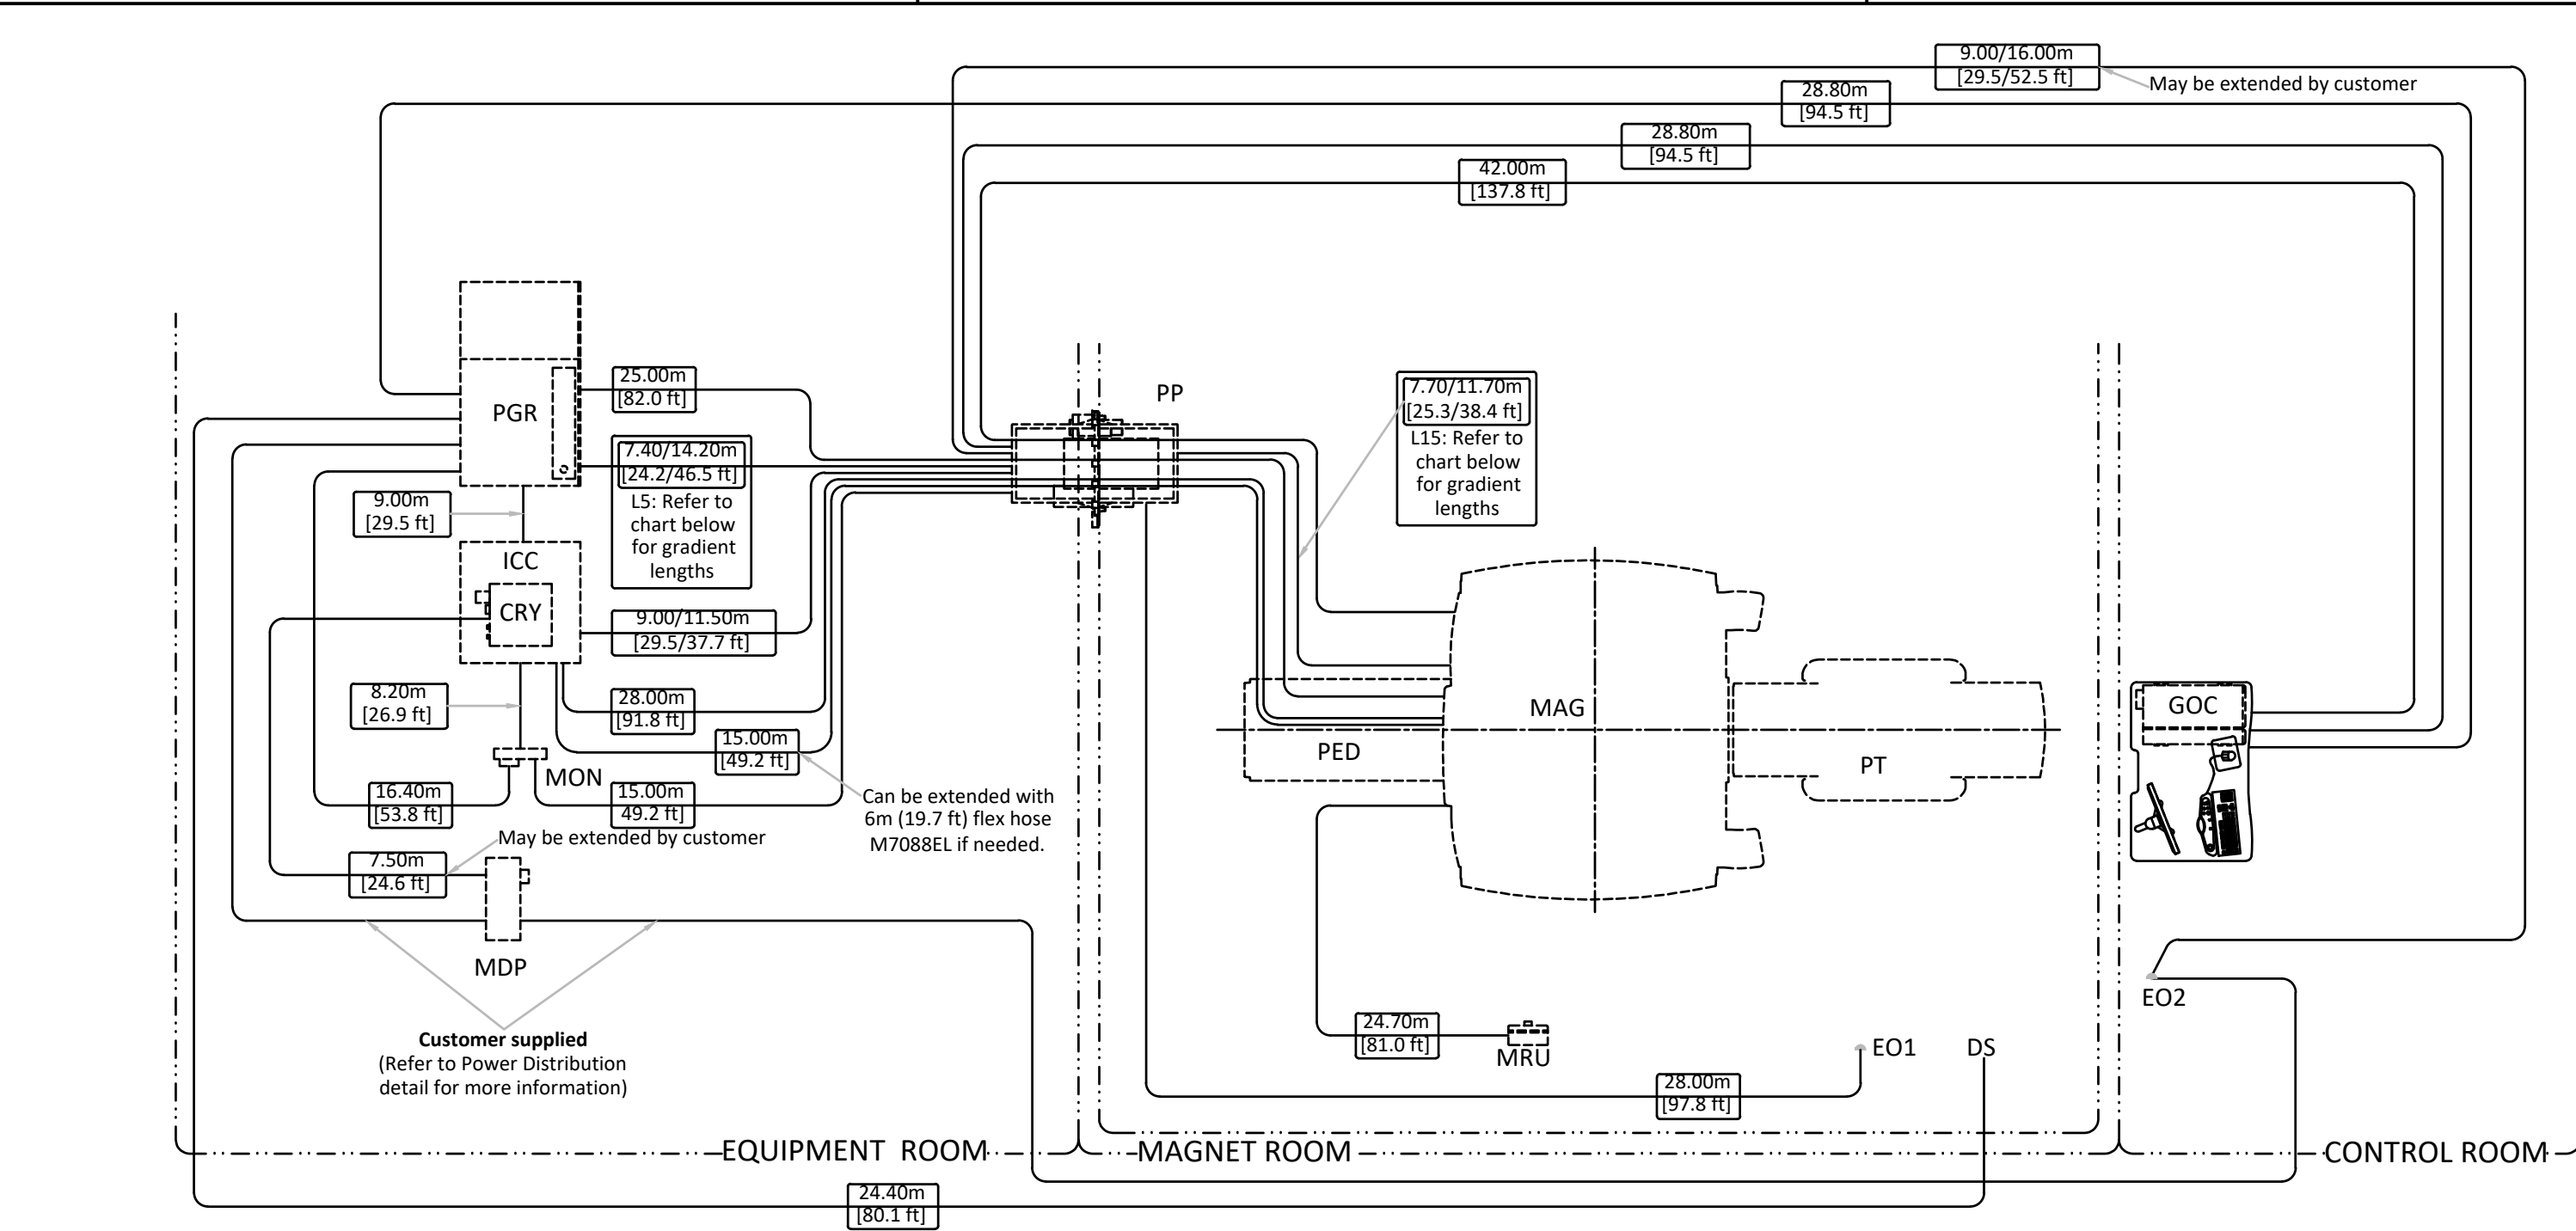 9.00/16.00m
[29.5/52.5 ft]
May be extended by customer
28.80m
[94.5 ft]
28.80m
[94.5 ft]
42.00m
[137.8 ft]
PGR
25.00m
[82.0 ft]
7.40/14.20m
[24.2/46.5 ft]
L5: Refer to
chart below
for gradient
lengths
PP
7.70/11.70m
[25.3/38.4 ft]
L15: Refer to
chart below
for gradient
lengths
9.00m
[29.5 ft]
ICC
CRY
9.00/11.50m
[29.5/37.7 ft]
8.20m
[26.9 ft]
28.00m
[91.8 ft]
15.00m
[49.2 ft]
MON
16.40m
[53.8 ft]
15.00m
49.2 ft]
Can be extended with
6m (19.7 ft) flex hose
M7088EL if needed.
May be extended by customer
7.50m
[24.6 ft]
MDP
Customer supplied
(Refer to Power Distribution
detail for more information)
MAG
PED
PT
GOC
EO2
24.70m
[81.0 ft]
MRU
EO1
DS
28.00m
[97.8 ft]
EQUIPMENT ROOM
MAGNET ROOM
CONTROL ROOM
24.40m
[80.1 ft]